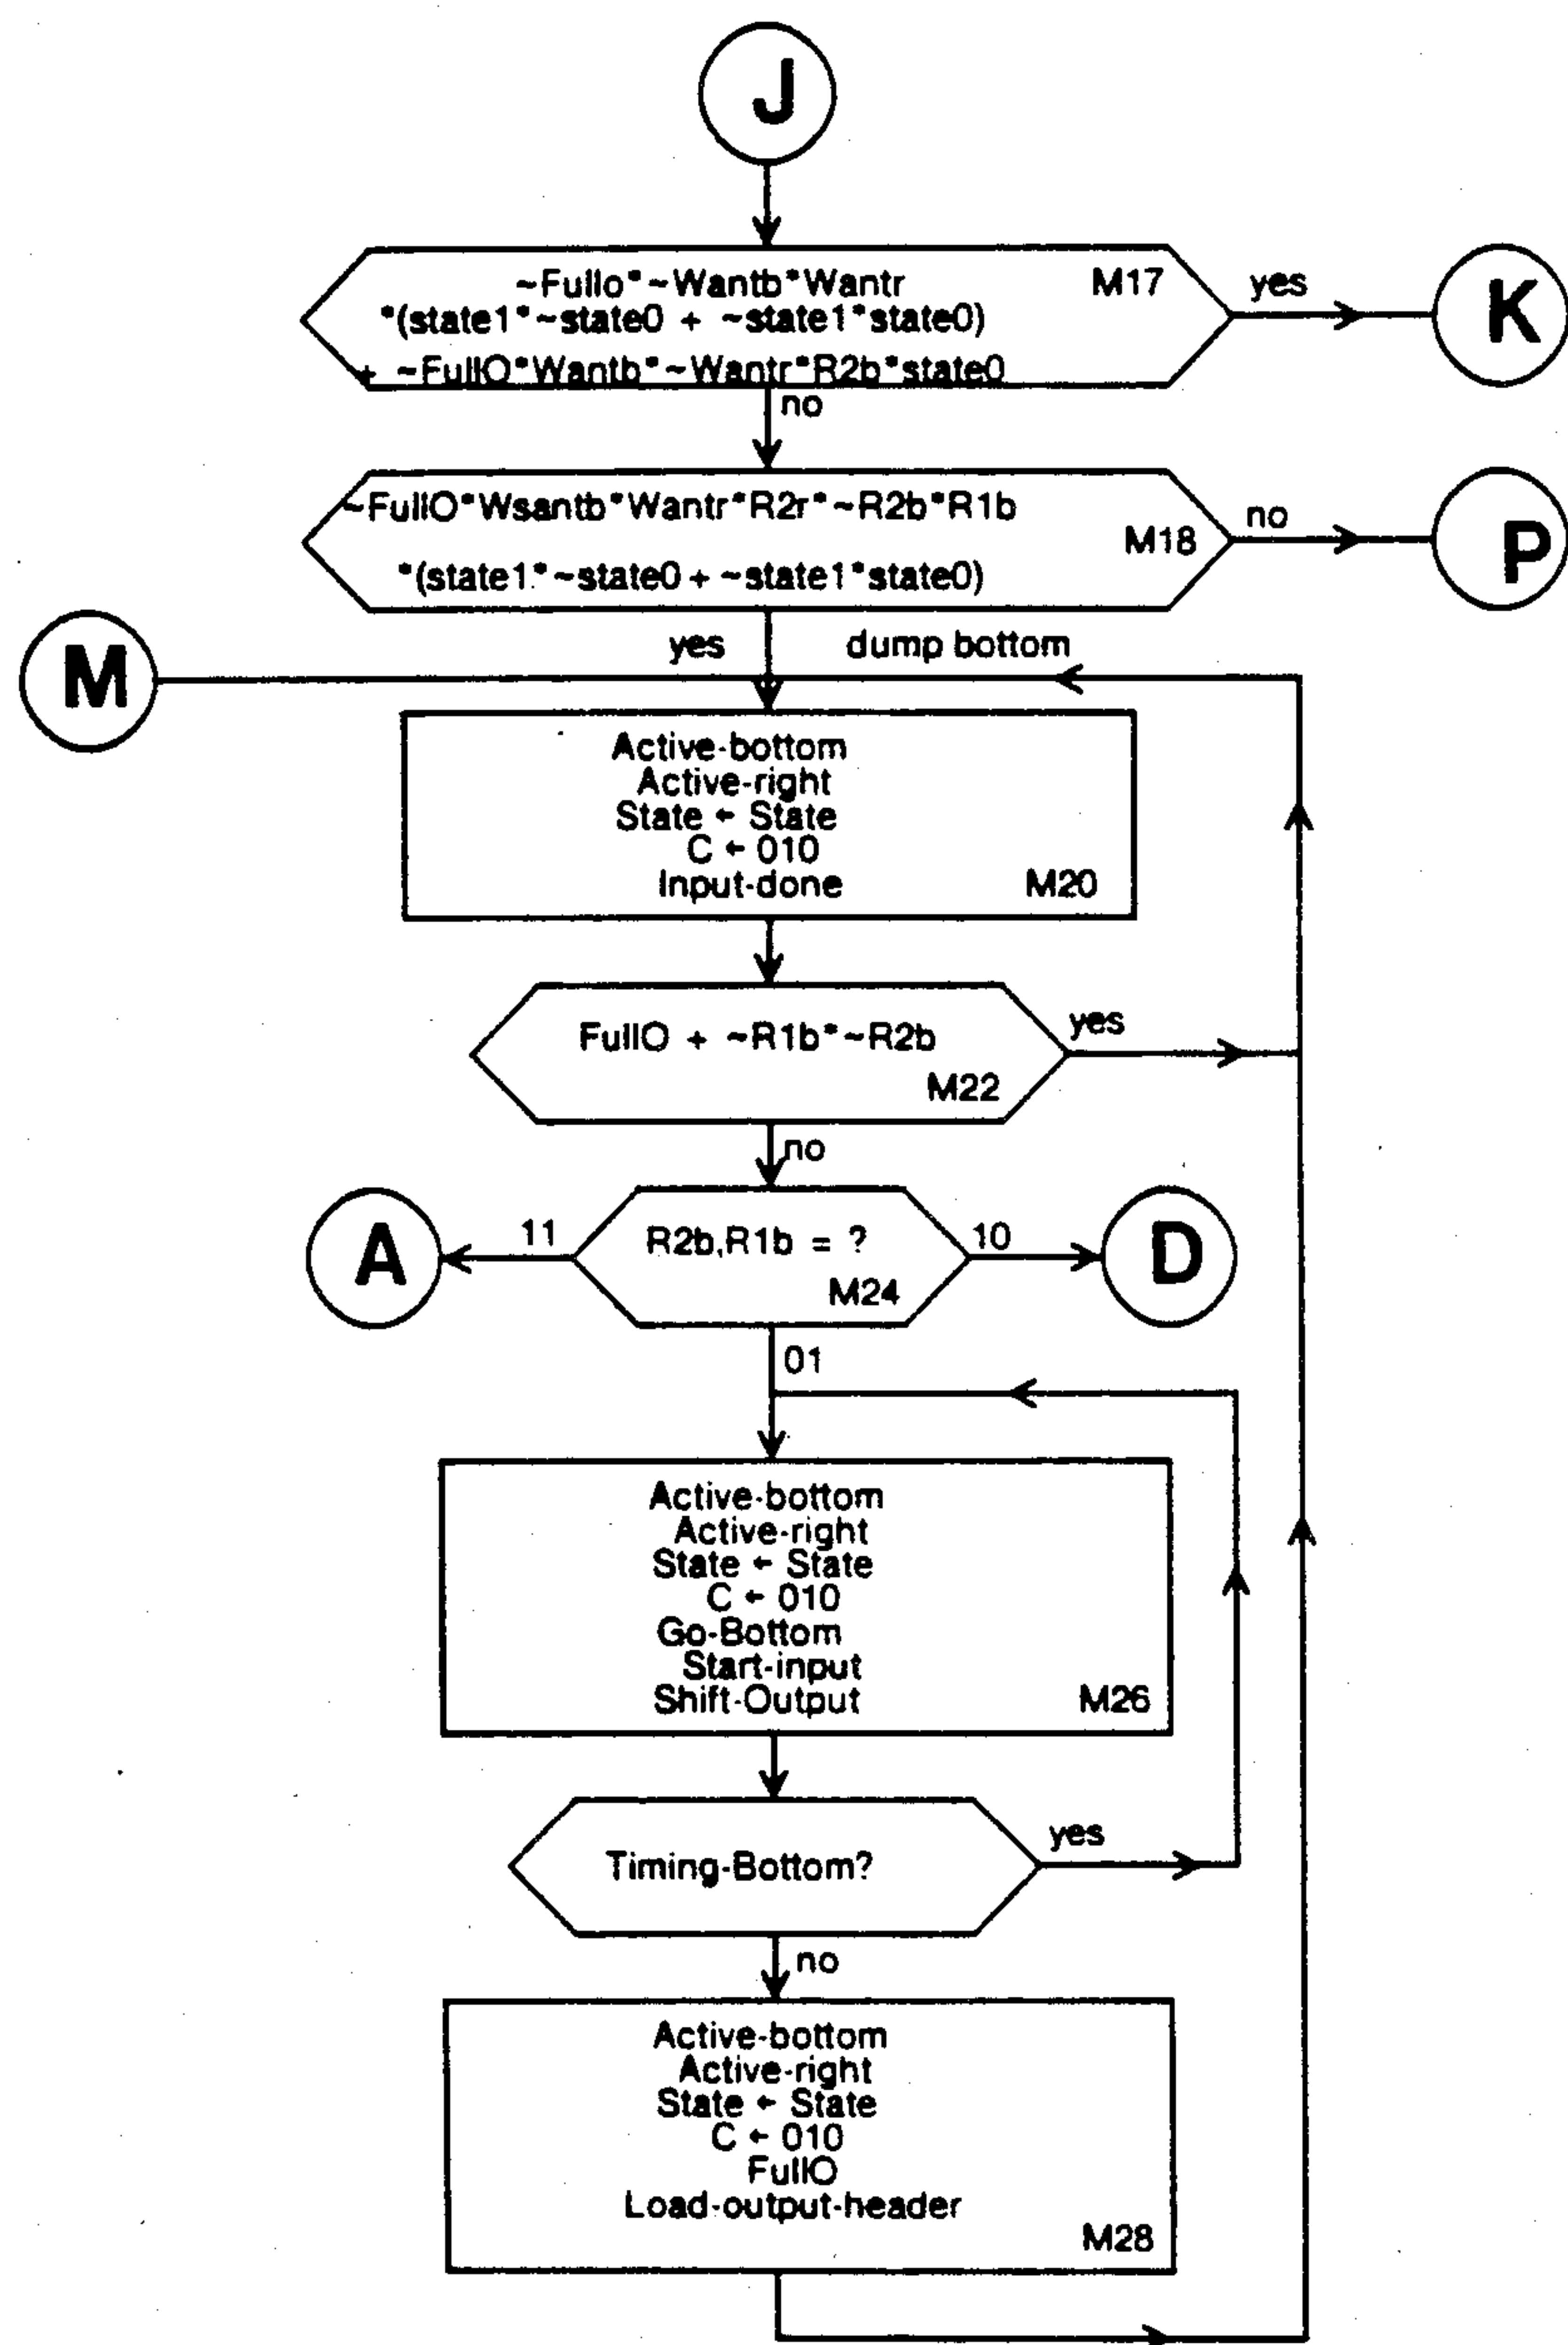 J
~Fullo*~Wantb*Wantr
M17
*(state1*~state0 + ~state1*state0)
+ ~FullO*Wantb*~Wantr*R2b*state0
yes
K
no
~FullO*Wsantb*Wantr*R2r*~R2b*R1b
M18
*(state1*~state0 + ~state1*state0)
no
P
M
yes
dump bottom
Active-bottom
Active-right
State ← State
C ← 010
Input-done
M20
FullO + ~R1b*~R2b
M22
yes
no
A
11
R2b,R1b = ?
M24
10
D
01
Active-bottom
Active-right
State ← State
C ← 010
Go-Bottom
Start-input
Shift-Output
M26
Timing-Bottom?
yes
no
Active-bottom
Active-right
State ← State
C ← 010
FullO
Load-output-header
M28